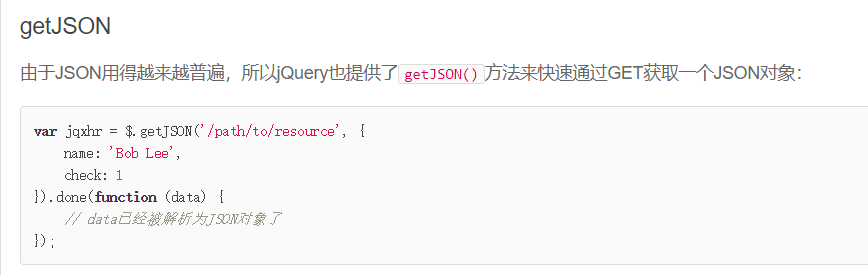 getJSON
由于JSON用得越来越普遍，所以jQuery也提供了getJSON()方法来快速通过GET获取一个JSON对象：
var jqxhr = $.getJSON('/path/to/resource', {
    name: 'Bob Lee',
    check: 1
}).done(function (data) {
    // data已经被解析为JSON对象了
});